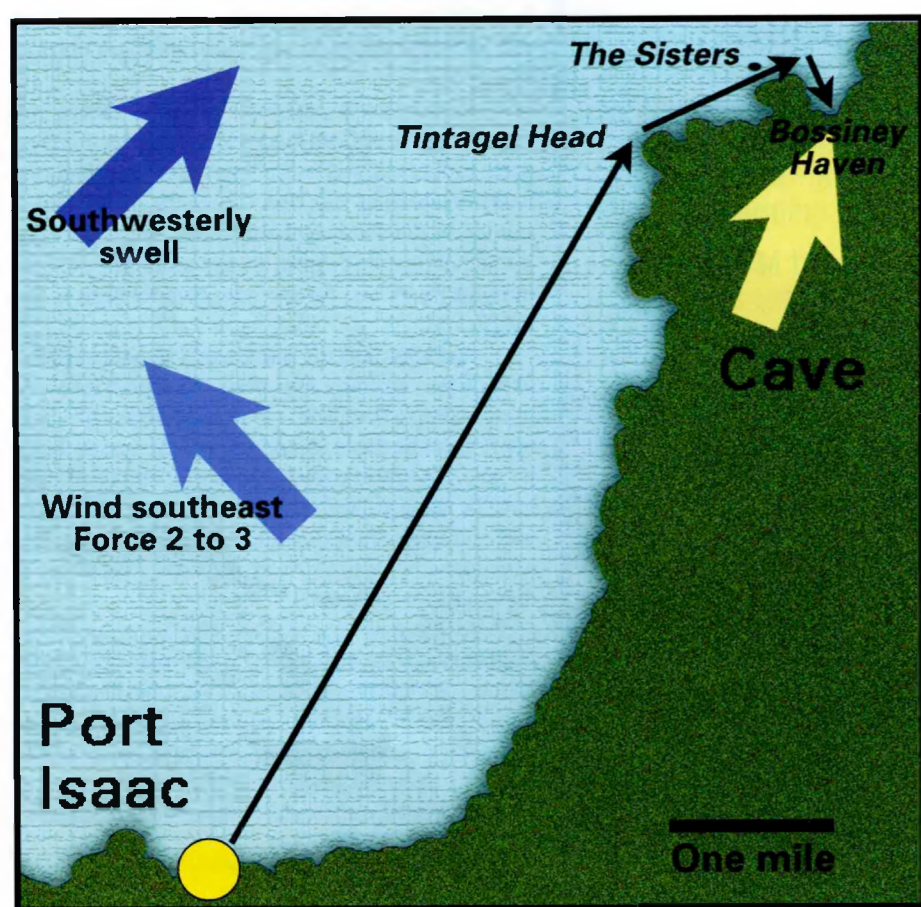 The Sisters
Tintagel Head
Bossiney
Haven
Southwesterly
swell
Cave
Wind southeast
Force 2 to 3
Port
Isaac
One mile